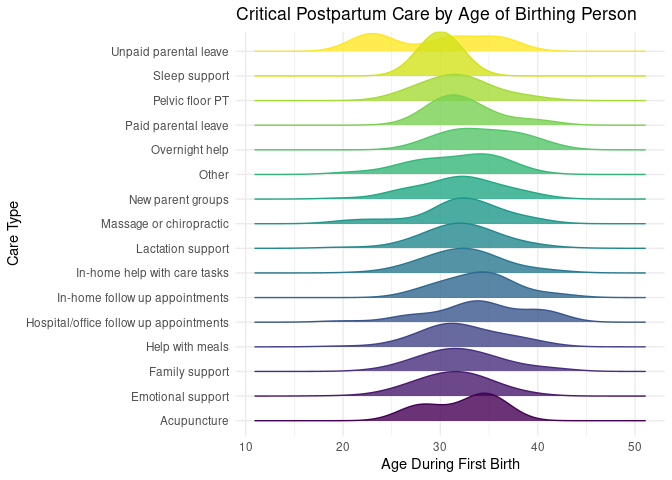 Critical Postpartum Care by Age of Birthing Person
Care Type
Unpaid parental leave
Sleep support
Pelvic floor PT
Paid parental leave
Overnight help
Other
New parent groups
Massage or chiropractic
Lactation support
In-home help with care tasks
In-home follow up appointments
Hospital/office follow up appointments
Help with meals
Family support
Emotional support
Acupuncture
10 20 30 40 50
Age During First Birth